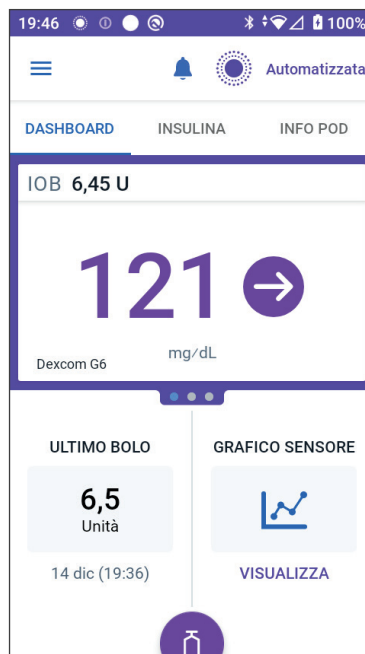 19:46 100%
Automatizzata
DASHBOARD INSULINA INFO POD
IOB 6,45 U
121
mg/dL
Dexcom G6
ULTIMO BOLO GRAFICO SENSORE
6,5
Unità
14 dic (19:36) VISUALIZZA